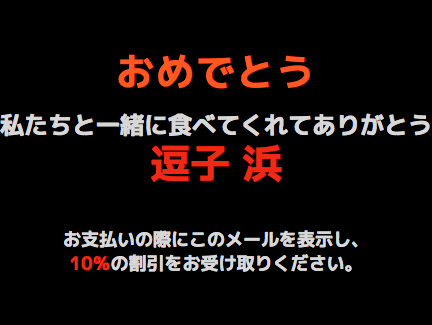 おめでとう
私たちと一緒に食べてくれてありがとう
逗子 浜
お支払いの際にこのメールを表示し、
10%の割引をお受け取りください。